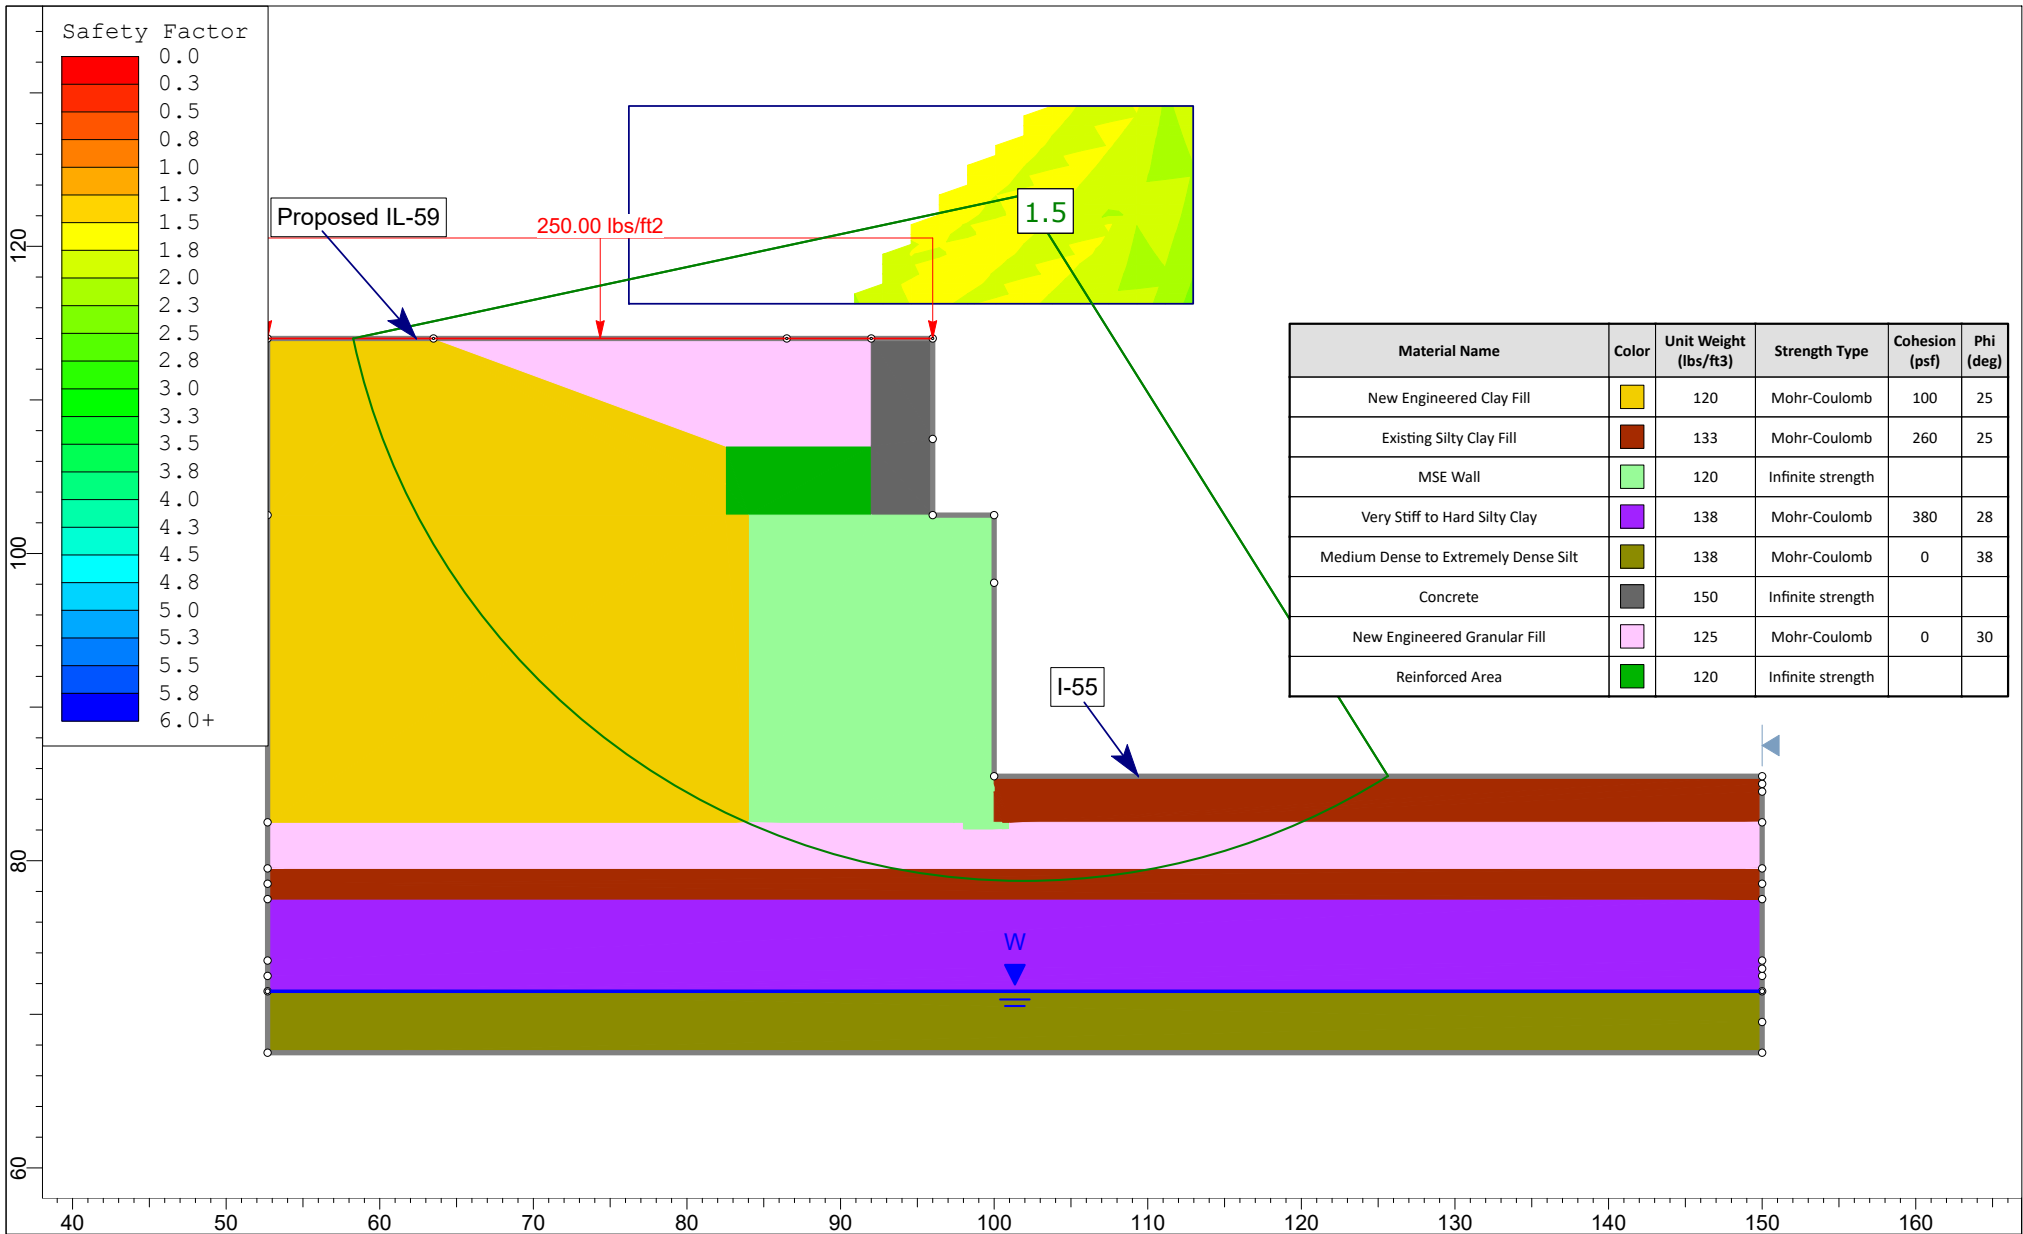 Safety Factor
0.0
0.3
0.5
0.8
1.0
1.3
1.5
1.8
2.0
2.3
2.5
2.8
3.0
3.3
3.5
3.8
4.0
4.3
4.5
4.8
5.0
5.3
5.5
5.8
6.0+
Proposed IL-59
250.00 lbs/ft2
1.5
I-55
W
Material Name Color Unit Weight (lbs/ft3) Strength Type Cohesion (psf) Phi (deg)
New Engineered Clay Fill 120 Mohr-Coulomb 100 25
Existing Silty Clay Fill 133 Mohr-Coulomb 260 25
MSE Wall 120 Infinite strength
Very Stiff to Hard Silty Clay 138 Mohr-Coulomb 380 28
Medium Dense to Extremely Dense Silt 138 Mohr-Coulomb 0 38
Concrete 150 Infinite strength
New Engineered Granular Fill 125 Mohr-Coulomb 0 30
Reinforced Area 120 Infinite strength
120
100
80
60
40 50 60 70 80 90 100 110 120 130 140 150 160